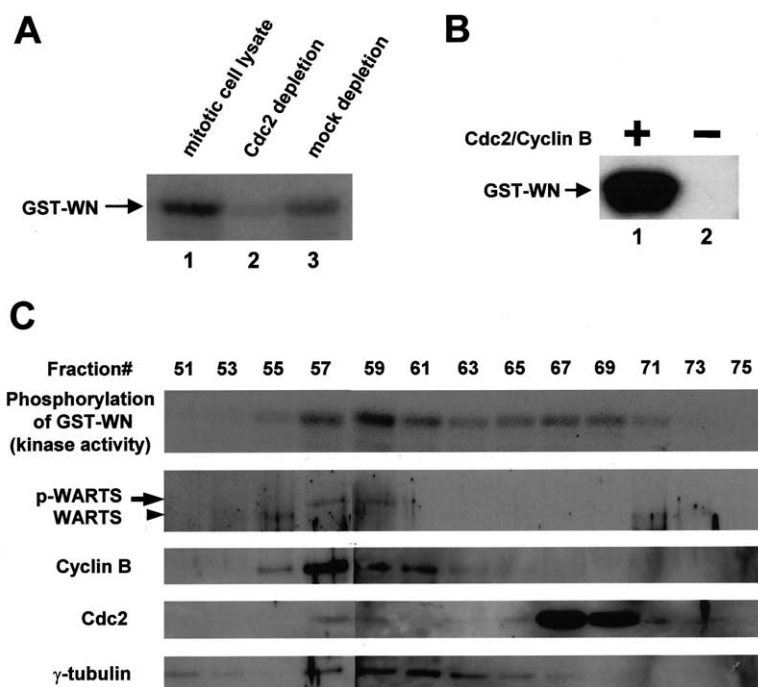 A
mitotic cell lysate
Cdc2 depletion
mock depletion
GST-WN
1 2 3
B
Cdc2/Cyclin B + −
GST-WN
1 2
C
Fraction# 51 53 55 57 59 61 63 65 67 69 71 73 75
Phosphorylation
of GST-WN
(kinase activity)
p-WARTS
WARTS
Cyclin B
Cdc2
γ-tubulin